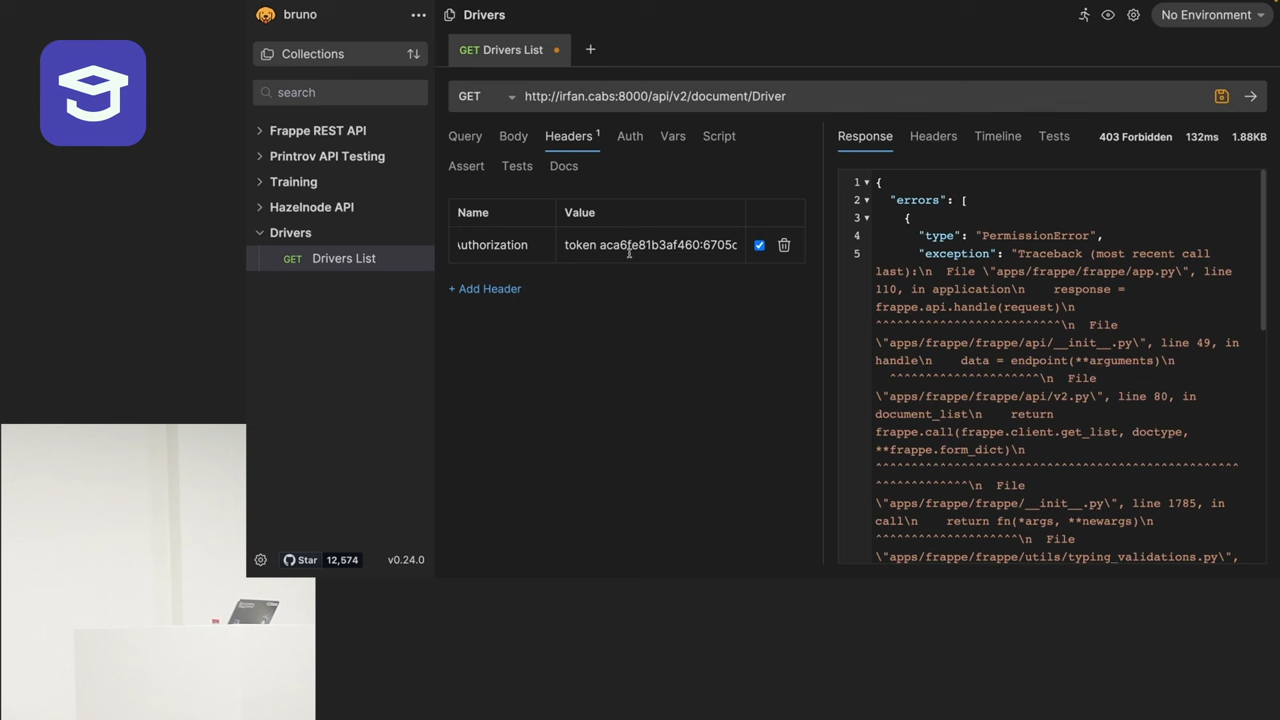 bruno
Drivers
No Environment
Collections
GET Drivers List
search
GET
http://irfan.cabs:8000/api/v2/document/Driver
Frappe REST API
Printrov API Testing
Training
Hazelnode API
Drivers
GET Drivers List
Query Body Headers 1 Auth Vars Script
Assert Tests Docs
Name Value
uthorization token aca6fe81b3af460:6705c
+ Add Header
Response Headers Timeline Tests 403 Forbidden 132ms 1.88KB
1 {
2 "errors": [
3 {
4 "type": "PermissionError",
5 "exception": "Traceback (most recent call
last):\n File \"apps/frappe/frappe/app.py\", line
110, in application\n response =
frappe.api.handle(request)\n
^^^^^^^^^^^^^^^^^^^^^^^^^^\n File
\"apps/frappe/frappe/api/__init__.py\", line 49, in
handle\n data = endpoint(**arguments)\n
^^^^^^^^^^^^^^^^^^^^^\n File
\"apps/frappe/frappe/api/v2.py\", line 80, in
document_list\n return
frappe.call(frappe.client.get_list, doctype,
**frappe.form_dict)\n
^^^^^^^^^^^^^^^^^^^^^^^^^^^^^^^^^^^^^^^^^^^^^^^^^^^
^^^^^^^^^^^^^\n File
\"apps/frappe/frappe/__init__.py\", line 1785, in
call\n return fn(*args, **newargs)\n
^^^^^^^^^^^^^^^^^^^^\n File
\"apps/frappe/frappe/utils/typing_validations.py\",
Star 12,574
v0.24.0